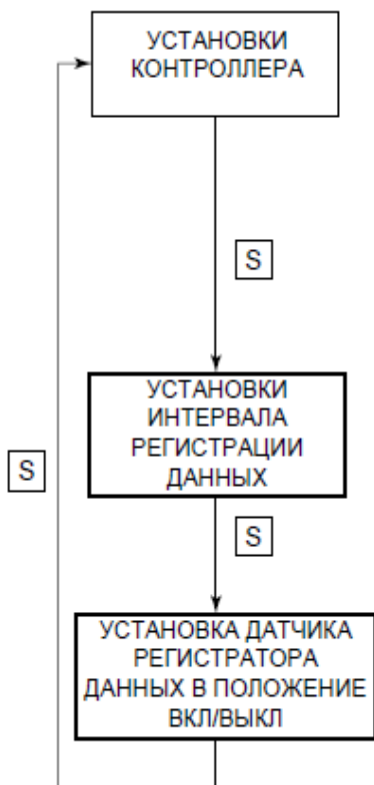 УСТАНОВКИ
КОНТРОЛЛЕРА
S
УСТАНОВКИ
ИНТЕРВАЛА
РЕГИСТРАЦИИ
ДАННЫХ
S
S
УСТАНОВКА ДАТЧИКА
РЕГИСТРАТОРА
ДАННЫХ В ПОЛОЖЕНИЕ
ВКЛ/ВЫКЛ